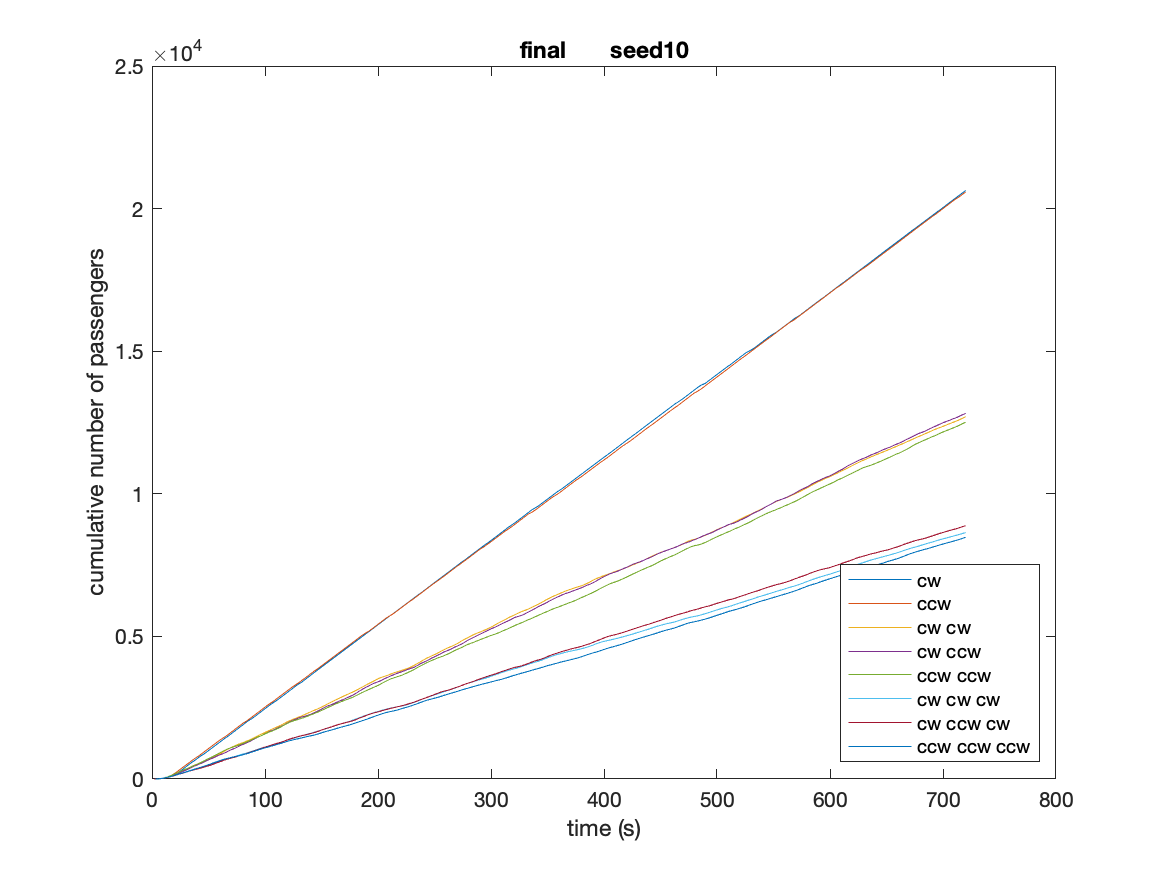 final seed10
×10⁴
2.5
2
1.5
1
0.5
0
cumulative number of passengers
CW
CCW
CW CW
CW CCW
CCW CCW
CW CW CW
CW CCW CW
CCW CCW CCW
0 100 200 300 400 500 600 700 800
time (s)